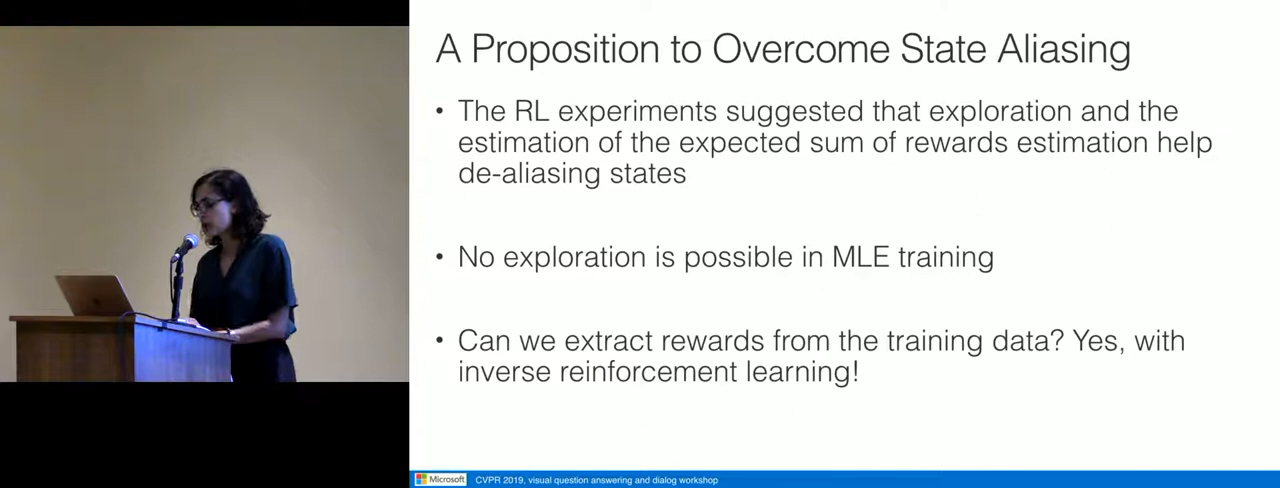 A Proposition to Overcome State Aliasing
• The RL experiments suggested that exploration and the
estimation of the expected sum of rewards estimation help
de-aliasing states
• No exploration is possible in MLE training
• Can we extract rewards from the training data? Yes, with
inverse reinforcement learning!
Microsoft CVPR 2019, visual question answering and dialog workshop